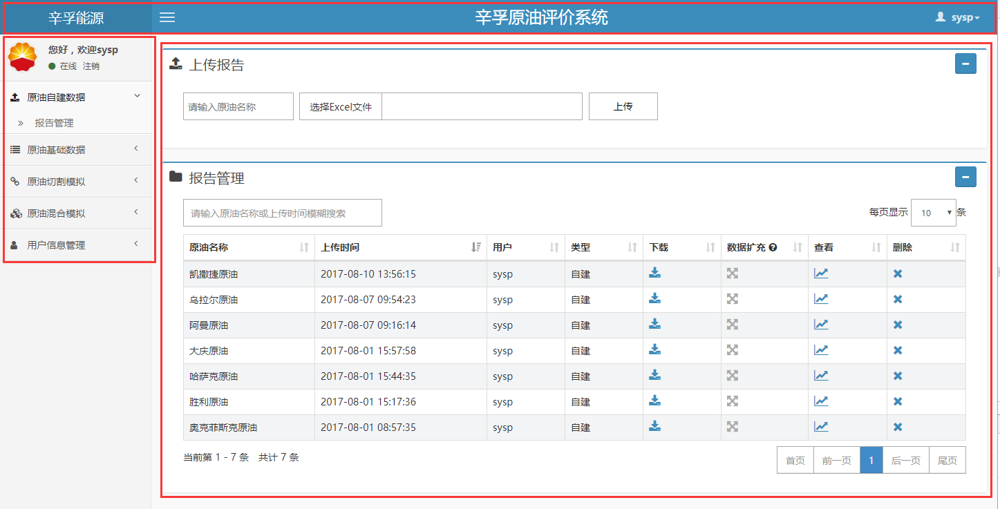 辛孚能源 辛孚原油评价系统 sysp
您好，欢迎sysp
在线 注销
原油自建数据
报告管理
原油基础数据
原油切割模拟
原油混合模拟
用户信息管理
上传报告
请输入原油名称 选择Excel文件 上传
报告管理
请输入原油名称或上传时间模糊搜索 每页显示 10 条
原油名称 上传时间 用户 类型 下载 数据扩充 查看 删除
凯撒捷原油 2017-08-10 13:56:15 sysp 自建
乌拉尔原油 2017-08-07 09:54:23 sysp 自建
阿曼原油 2017-08-07 09:16:14 sysp 自建
大庆原油 2017-08-01 15:57:58 sysp 自建
哈萨克原油 2017-08-01 15:44:35 sysp 自建
胜利原油 2017-08-01 15:17:36 sysp 自建
奥克菲斯克原油 2017-08-01 08:57:35 sysp 自建
当前第 1 - 7 条 共计 7 条 首页 前一页 1 后一页 尾页